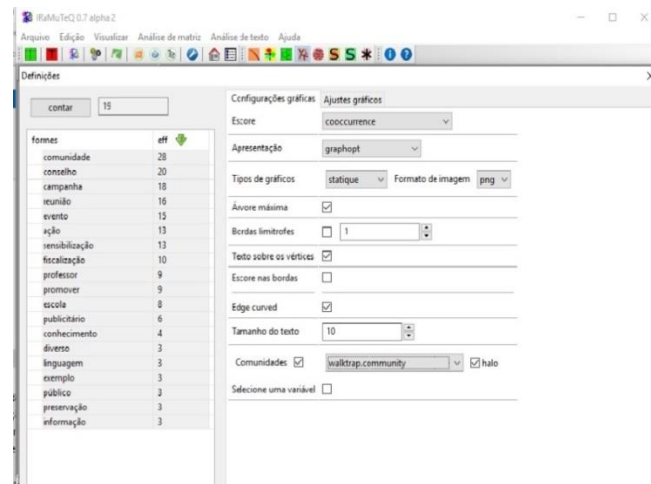 IRaMuTeQ 0.7 alpha 2
Arquivo Edição Visualizar Análise de matriz Análise de texto Ajuda
Definições
contar 19
formes eff
comunidade 28
conselho 20
campanha 18
reunião 16
evento 15
ação 13
sensibilização 13
fiscalização 10
professor 9
promover 9
escola 8
publicitário 6
conhecimento 4
diverso 3
linguagem 3
exemplo 3
público 3
preservação 3
informação 3
Configurações gráficas Ajustes gráficos
Escore cooccurrence
Apresentação graphopt
Tipos de gráficos statique Formato de imagem png
Árvore máxima
Bordas limítrofes 1
Texto sobre os vértices
Escore nas bordas
Edge curved
Tamanho do texto 10
Comunidades walktrap.community halo
Selecione uma variável